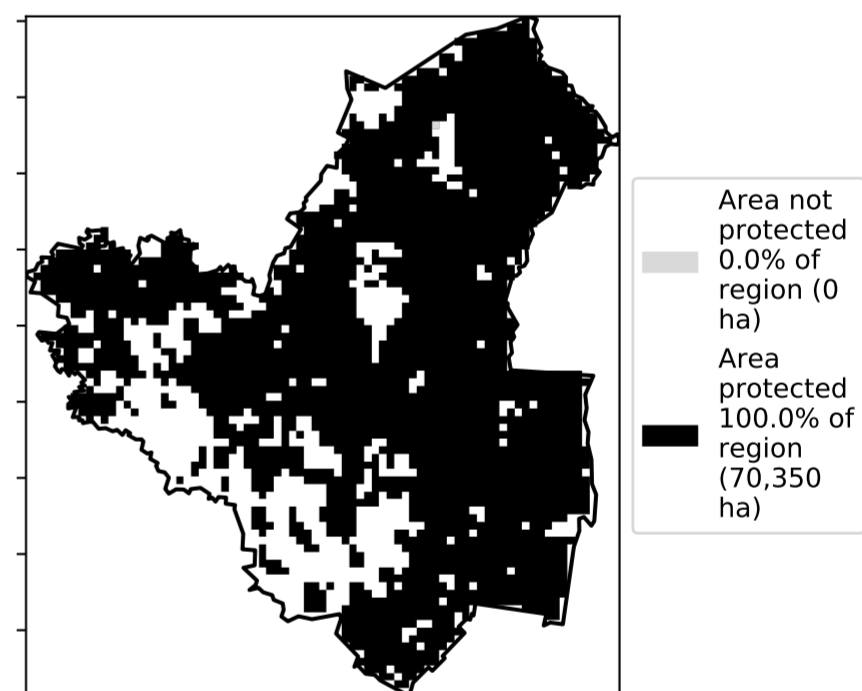 Area not
protected
0.0% of
region (0
ha)
Area
protected
100.0% of
region
(70,350
ha)